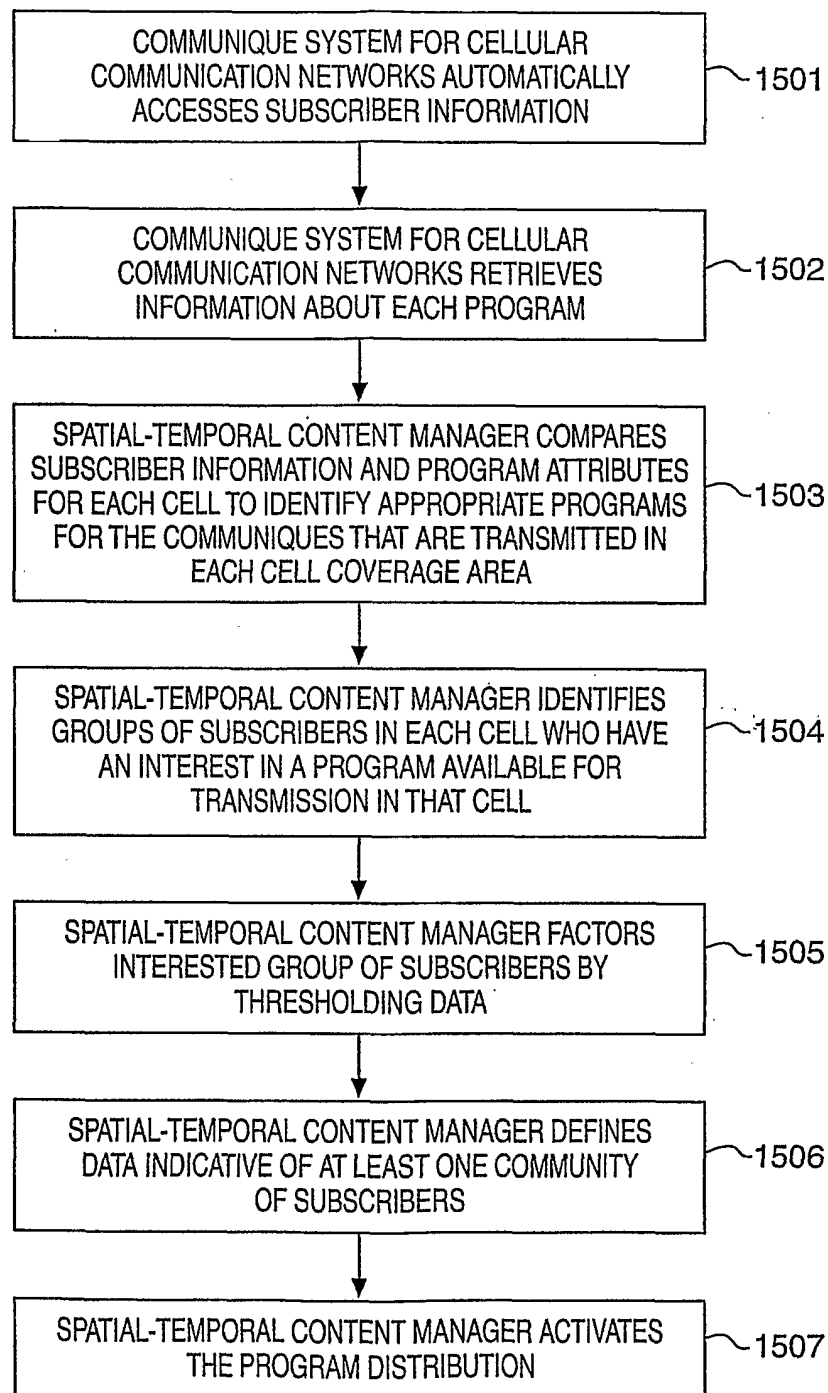 COMMUNIQUE SYSTEM FOR CELLULAR
COMMUNICATION NETWORKS AUTOMATICALLY
ACCESSES SUBSCRIBER INFORMATION
1501
COMMUNIQUE SYSTEM FOR CELLULAR
COMMUNICATION NETWORKS RETRIEVES
INFORMATION ABOUT EACH PROGRAM
1502
SPATIAL-TEMPORAL CONTENT MANAGER COMPARES
SUBSCRIBER INFORMATION AND PROGRAM ATTRIBUTES
FOR EACH CELL TO IDENTIFY APPROPRIATE PROGRAMS
FOR THE COMMUNIQUES THAT ARE TRANSMITTED IN
EACH CELL COVERAGE AREA
1503
SPATIAL-TEMPORAL CONTENT MANAGER IDENTIFIES
GROUPS OF SUBSCRIBERS IN EACH CELL WHO HAVE
AN INTEREST IN A PROGRAM AVAILABLE FOR
TRANSMISSION IN THAT CELL
1504
SPATIAL-TEMPORAL CONTENT MANAGER FACTORS
INTERESTED GROUP OF SUBSCRIBERS BY
THRESHOLDING DATA
1505
SPATIAL-TEMPORAL CONTENT MANAGER DEFINES
DATA INDICATIVE OF AT LEAST ONE COMMUNITY
OF SUBSCRIBERS
1506
SPATIAL-TEMPORAL CONTENT MANAGER ACTIVATES
THE PROGRAM DISTRIBUTION
1507